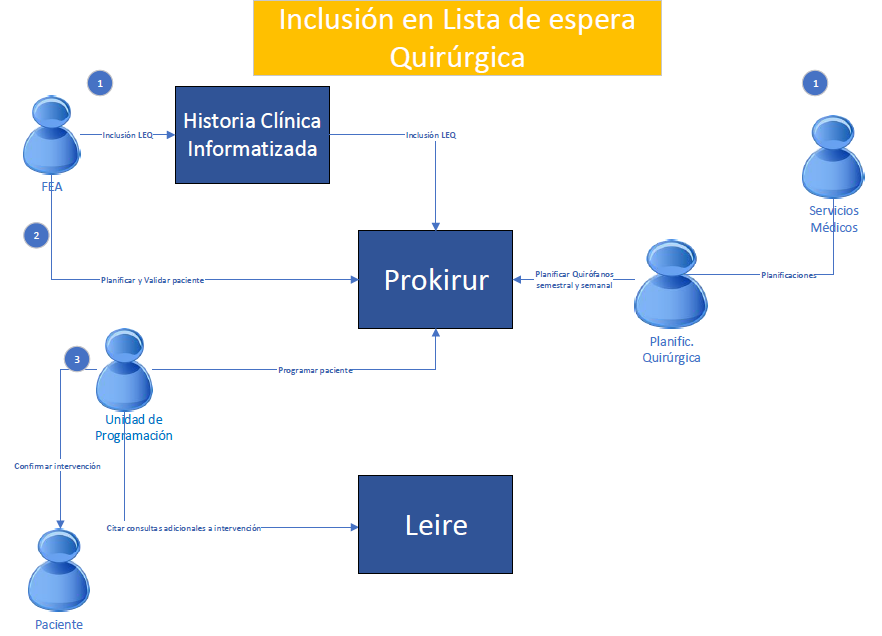 Inclusión en Lista de espera
Quirúrgica
1
1
Historia Clínica
Informatizada
Inclusión LEQ
Inclusión LEQ
FEA
Servicios
Médicos
2
Prokirur
Planificar y Validar paciente
Planificar Quirófanos
semestral y semanal
Planificaciones
Planific.
Quirúrgica
3
Programar paciente
Unidad de
Programación
Confirmar intervención
Leire
Citar consultas adicionales a intervención
Paciente